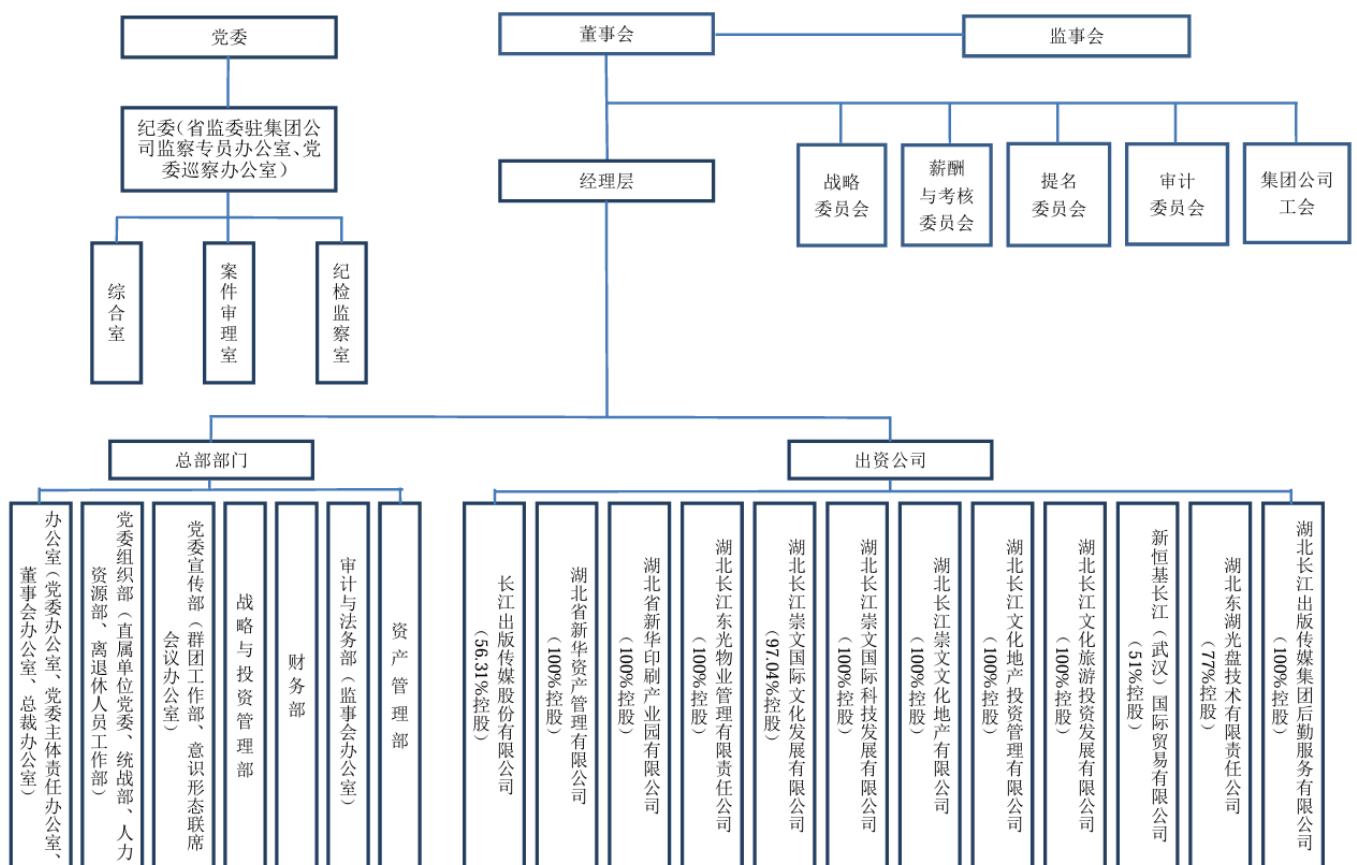 党委
董事会
监事会
纪委(省监委驻集团公
司监察专员办公室、党
委巡察办公室)
经理层
战略
委员会
薪酬
与考核
委员会
提名
委员会
审计
委员会
集团公司
工会
综合室
案件审理室
纪检监察室
总部部门
出资公司
办公室(党委办公室、党委主体责任办公室、
董事会办公室、总裁办公室)
党委组织部(直属单位党委、统战部、人力
资源部、离退休人员工作部)
党委宣传部(群团工作部、意识形态联席
会议办公室)
战略与投资管理部
财务部
审计与法务部(监事会办公室)
资产管理部
长江出版传媒股份有限公司
(56.31%控股)
湖北省新华资产管理有限公司
(100%控股)
湖北省新华印刷产业园有限公司
(100%控股)
湖北长江东光物业管理有限责任公司
(100%控股)
湖北长江崇文国际文化发展有限公司
(97.04%控股)
湖北长江崇文国际科技发展有限公司
(100%控股)
湖北长江崇文文化地产有限公司
(100%控股)
湖北长江文化地产投资管理有限公司
(100%控股)
湖北长江文化旅游投资发展有限公司
(100%控股)
新恒基长江(武汉)国际贸易有限公司
(51%控股)
湖北东湖光盘技术有限责任公司
(77%控股)
湖北长江出版传媒集团后勤服务有限公司
(100%控股)